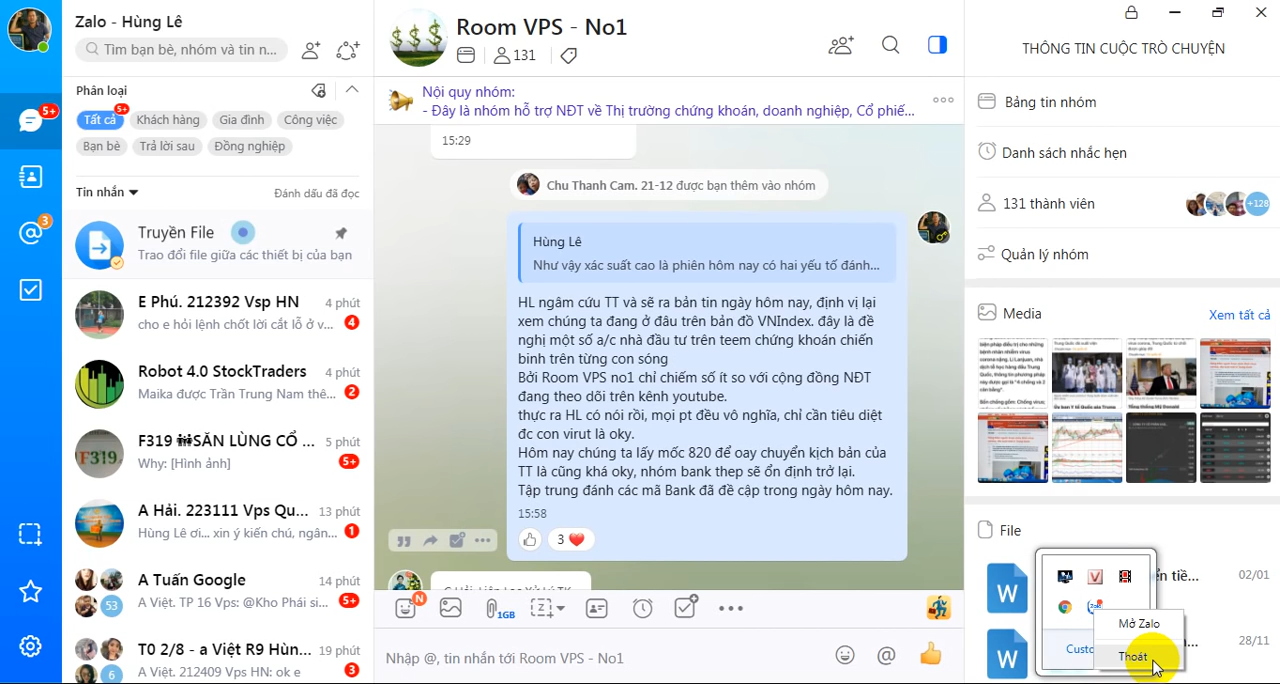 Zalo - Hùng Lê
Tìm bạn bè, nhóm và tin n...
Phân loại
5+
Tất cả
Khách hàng
Gia đình
Công việc
Bạn bè
Trả lời sau
Đồng nghiệp
Tin nhắn
Đánh dấu đã đọc
5+
3
Truyền File
Trao đổi file giữa các thiết bị của bạn
E Phú. 212392 Vsp HN
4 phút
cho e hỏi lệnh chốt lời cắt lỗ ở v...
4
Robot 4.0 StockTraders
4 phút
Maika được Trần Trung Nam thê...
2
F319 SĂN LÙNG CỔ ...
5 phút
Why: [Hình ảnh]
5+
F319
A Hải. 223111 Vps Qu...
13 phút
Hùng Lê ơi... xin ý kiến chú, ngân...
1
A Tuấn Google
14 phút
A Việt. TP 16 Vps: @Kho Phái si...
5+
53
T0 2/8 - a Việt R9 Hùn...
19 phút
A Việt. 212409 Vps HN: ok e
3
6
Room VPS - No1
131
Nội quy nhóm:
- Đây là nhóm hỗ trợ NĐT về Thị trường chứng khoán, doanh nghiệp, Cổ phiế...
15:29
Chu Thanh Cam. 21-12 được bạn thêm vào nhóm
Hùng Lê
Như vậy xác suất cao là phiên hôm nay có hai yếu tố đánh...
HL ngâm cứu TT và sẽ ra bản tin ngày hôm nay, định vị lại
xem chúng ta đang ở đâu trên bản đồ VNIndex. đây là đề
nghị một số a/c nhà đầu tư trên teem chứng khoán chiến
binh trên từng con sóng
Bởi Room VPS no1 chỉ chiếm số ít so với cộng đồng NĐT
đang theo dõi trên kênh youtube.
thực ra HL có nói rồi, mọi pt đều vô nghĩa, chỉ cần tiêu diệt
đc con virut là oky.
Hôm nay chúng ta lấy mốc 820 để oay chuyển kịch bản của
TT là cũng khá oky, nhóm bank thep sẽ ổn định trở lại.
Tập trung đánh các mã Bank đã đề cập trong ngày hôm nay.
15:58
3
N
1GB
Nhập @, tin nhắn tới Room VPS - No1
THÔNG TIN CUỘC TRÒ CHUYỆN
Bảng tin nhóm
Danh sách nhắc hẹn
131 thành viên
+128
Quản lý nhóm
Media
Xem tất cả
File
W
02/01
W
28/11
Mở Zalo
Thoát